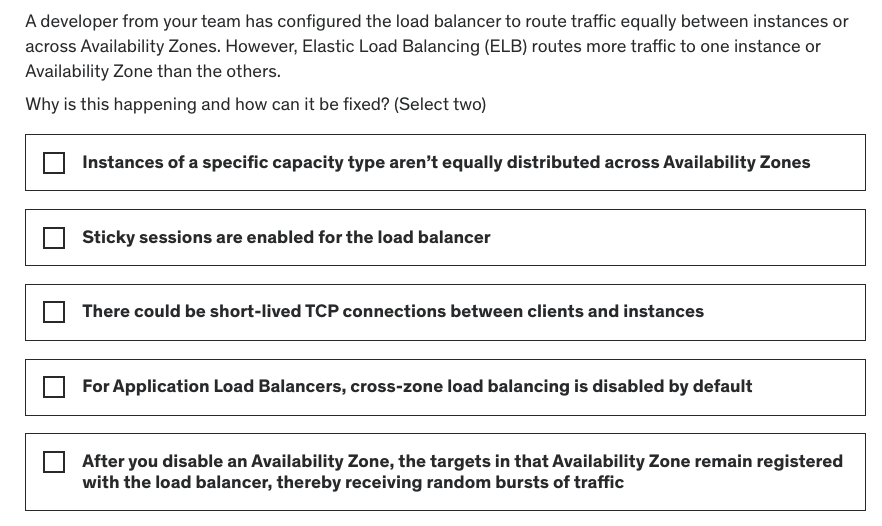 A developer from your team has configured the load balancer to route traffic equally between instances or
across Availability Zones. However, Elastic Load Balancing (ELB) routes more traffic to one instance or
Availability Zone than the others.
Why is this happening and how can it be fixed? (Select two)
Instances of a specific capacity type aren’t equally distributed across Availability Zones
Sticky sessions are enabled for the load balancer
There could be short-lived TCP connections between clients and instances
For Application Load Balancers, cross-zone load balancing is disabled by default
After you disable an Availability Zone, the targets in that Availability Zone remain registered
with the load balancer, thereby receiving random bursts of traffic